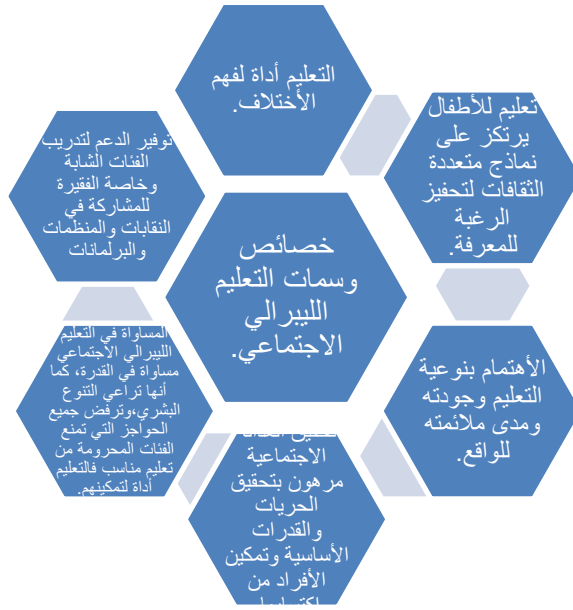 التعليم أداة لفهم
الأختلاف.
تعليم للأطفال
يرتكز على
نماذج متعددة
الثقافات لتحفيز
الرغبة
للمعرفة.
الأهتمام بنوعية
التعليم وجودته
ومدى ملائمته
للواقع.
الاجتماعية
مرهون بتحقيق
الحريات
والقدرات
الأساسية وتمكين
الأفراد من
المساواة في التعليم
الليبرالي الاجتماعي
مساواة في القدرة، كما
أنها تراعي التنوع
البشري،وترفض جميع
الحواجز التي تمنع
الفئات المحرومة من
تعليم مناسب فالتعليم
أداة لتمكينهم.
توفير الدعم لتدريب
الفئات الشابة
وخاصة الفقيرة
للمشاركة في
النقابات والمنظمات
والبرلمانات
خصائص
وسمات التعليم
الليبرالي
الاجتماعي.